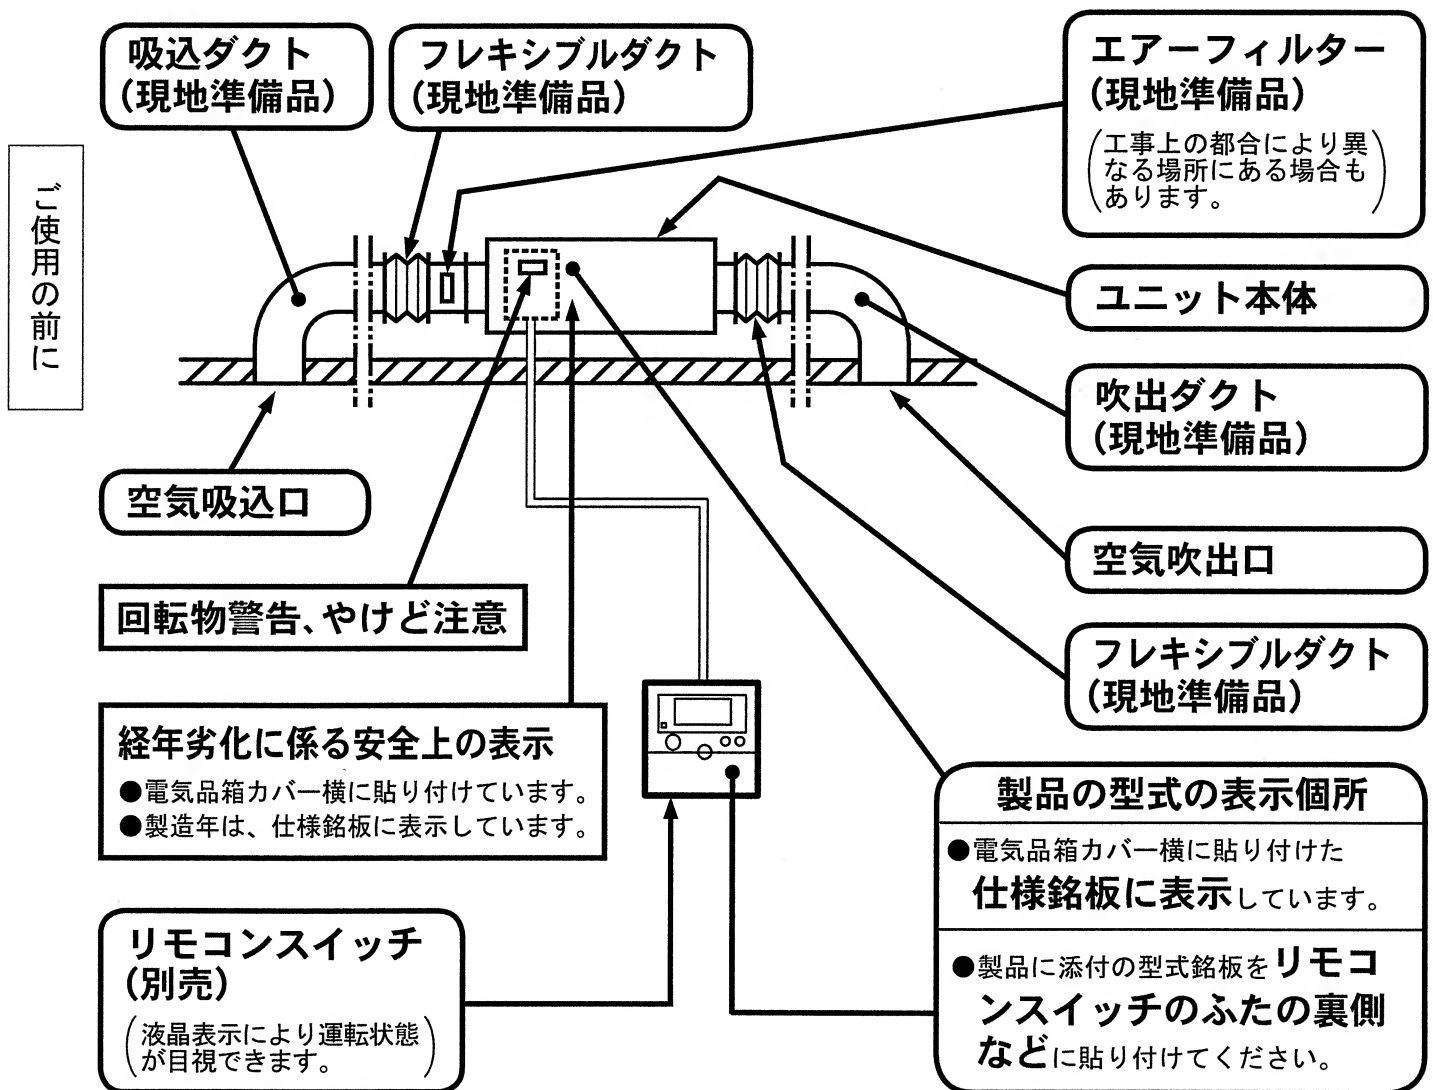 ご使用の前に
吸込ダクト
(現地準備品)
フレキシブルダクト
(現地準備品)
エアーフィルター
(現地準備品)
(工事上の都合により異
なる場所にある場合も
あります。)
ユニット本体
吹出ダクト
(現地準備品)
空気吸込口
空気吹出口
回転物警告、やけど注意
フレキシブルダクト
(現地準備品)
経年劣化に係る安全上の表示
●電気品箱カバー横に貼り付けています。
●製造年は、仕様銘板に表示しています。
製品の型式の表示個所
●電気品箱カバー横に貼り付けた
仕様銘板に表示しています。
●製品に添付の型式銘板をリモコ
ンスイッチのふたの裏側
などに貼り付けてください。
リモコンスイッチ
(別売)
(液晶表示により運転状態
が目視できます。)